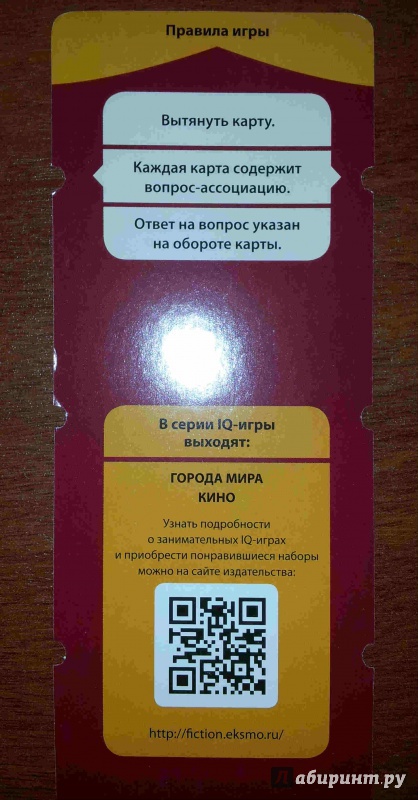 Правила игры
Вытянуть карту.
Каждая карта содержит
вопрос-ассоциацию.
Ответ на вопрос указан
на обороте карты.
В серии IQ-игры
выходят:
ГОРОДА МИРА
КИНО
Узнать подробности
о занимательных IQ-играх
и приобрести понравившиеся наборы
можно на сайте издательства:
http://fiction.eksmo.ru/
Лабиринт.ру